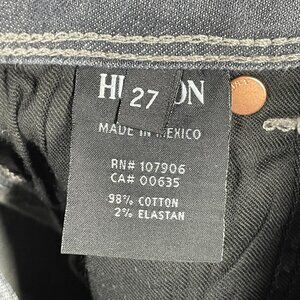 HU ON
27
MADE IN MEXICO
RN# 107906
CA# 00635
98% COTTON
2% ELASTAN